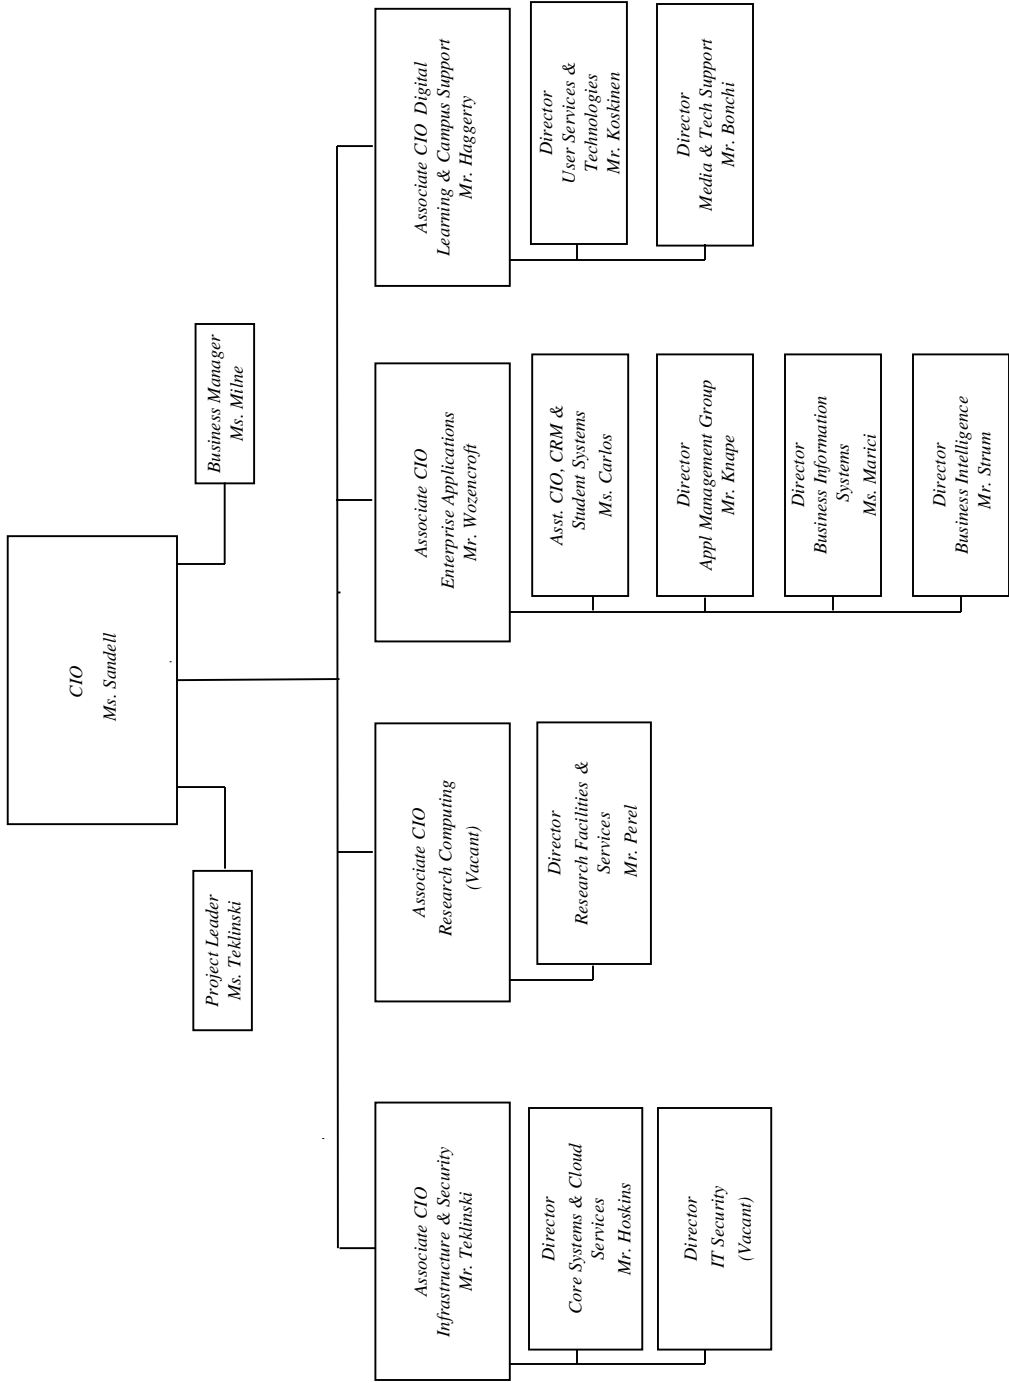 CIO
Ms. Sandell
Project Leader
Ms. Teklinski
Business Manager
Ms. Milne
Associate CIO
Infrastructure & Security
Mr. Teklinski
Director
Core Systems & Cloud
Services
Mr. Hoskins
Director
IT Security
(Vacant)
Associate CIO
Research Computing
(Vacant)
Director
Research Facilities &
Services
Mr. Perel
Associate CIO
Enterprise Applications
Mr. Wozencroft
Asst. CIO, CRM &
Student Systems
Ms. Carlos
Director
Appl Management Group
Mr. Knape
Director
Business Information
Systems
Ms. Marici
Director
Business Intelligence
Mr. Strum
Associate CIO Digital
Learning & Campus Support
Mr. Haggerty
Director
User Services &
Technologies
Mr. Koskinen
Director
Media & Tech Support
Mr. Bonchi